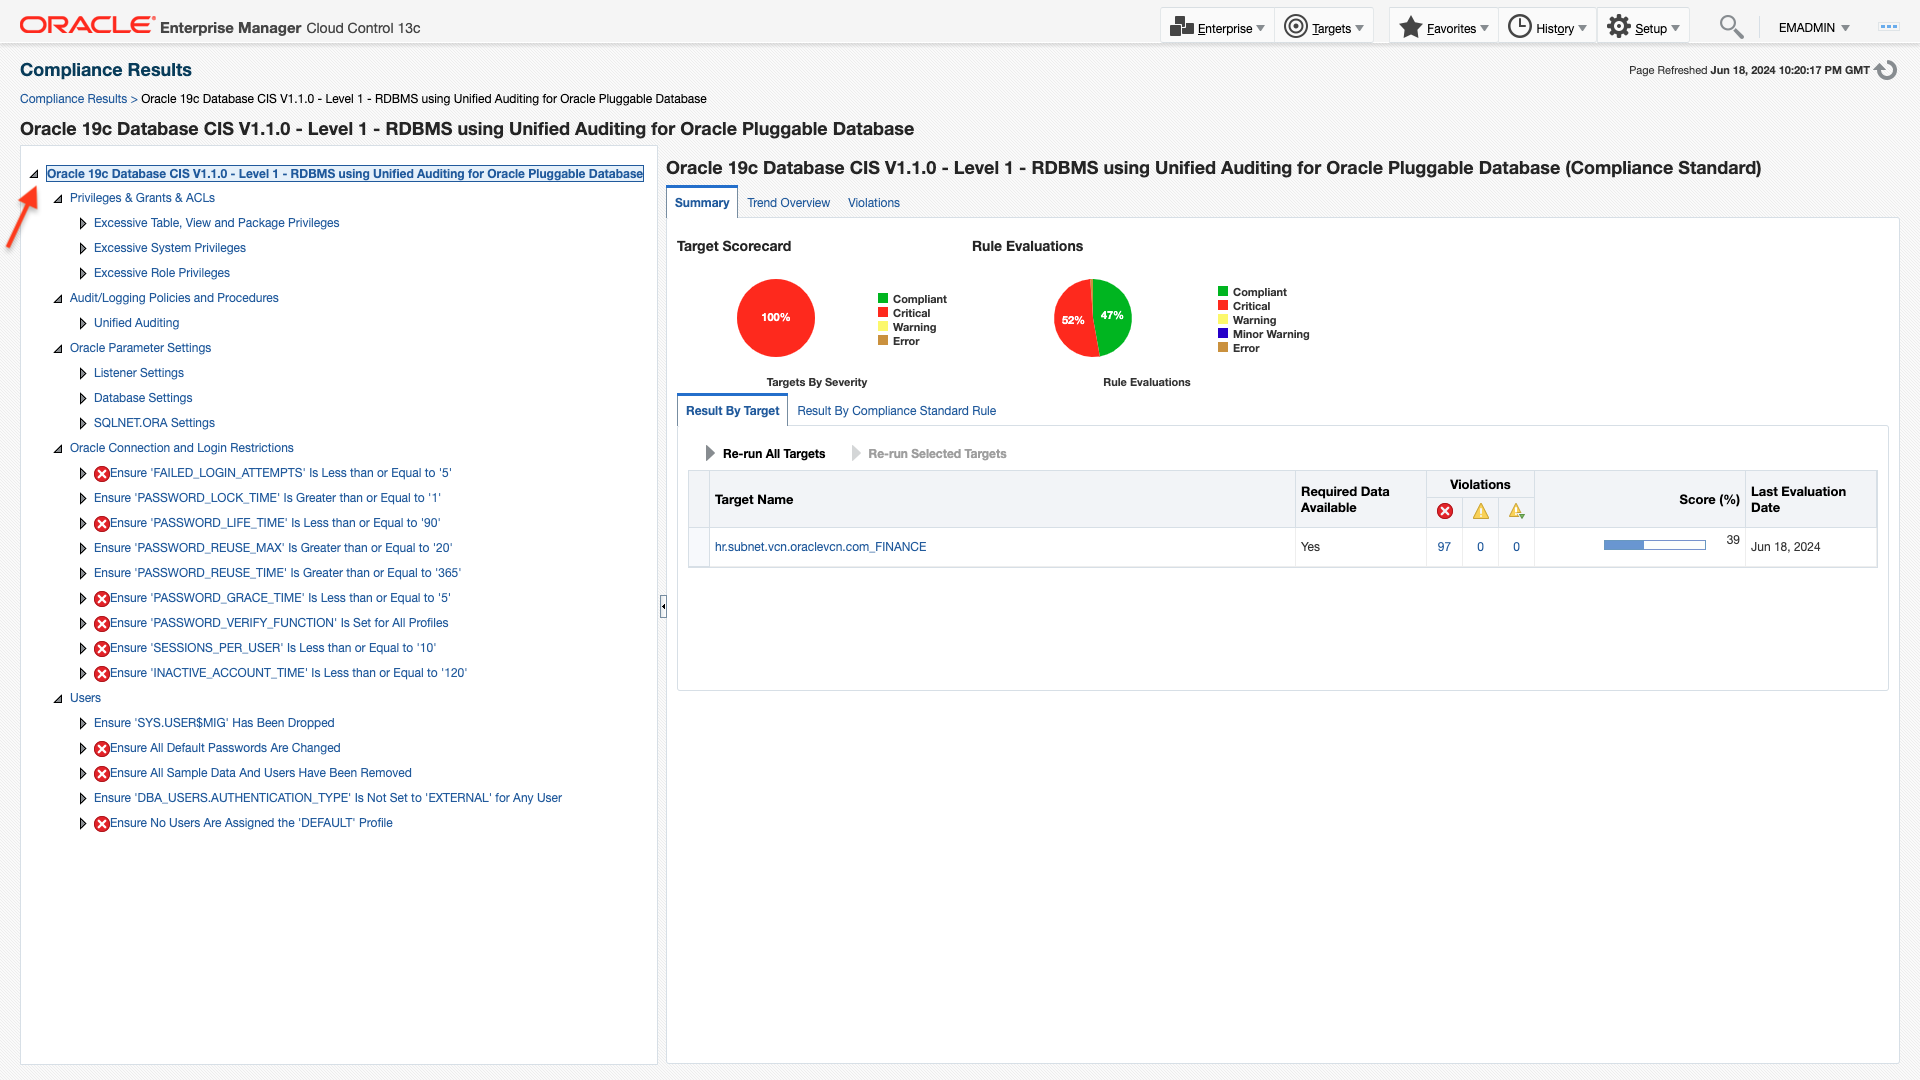 ORACLE Enterprise Manager Cloud Control 13c
Enterprise Targets Favorites History Setup EMADMIN
Compliance Results
Page Refreshed Jun 18, 2024 10:20:17 PM GMT
Compliance Results > Oracle 19c Database CIS V1.1.0 - Level 1 - RDBMS using Unified Auditing for Oracle Pluggable Database
Oracle 19c Database CIS V1.1.0 - Level 1 - RDBMS using Unified Auditing for Oracle Pluggable Database
Oracle 19c Database CIS V1.1.0 - Level 1 - RDBMS using Unified Auditing for Oracle Pluggable Database
Privileges & Grants & ACLs
Excessive Table, View and Package Privileges
Excessive System Privileges
Excessive Role Privileges
Audit/Logging Policies and Procedures
Unified Auditing
Oracle Parameter Settings
Listener Settings
Database Settings
SQLNET.ORA Settings
Oracle Connection and Login Restrictions
Ensure 'FAILED_LOGIN_ATTEMPTS' Is Less than or Equal to '5'
Ensure 'PASSWORD_LOCK_TIME' Is Greater than or Equal to '1'
Ensure 'PASSWORD_LIFE_TIME' Is Less than or Equal to '90'
Ensure 'PASSWORD_REUSE_MAX' Is Greater than or Equal to '20'
Ensure 'PASSWORD_REUSE_TIME' Is Greater than or Equal to '365'
Ensure 'PASSWORD_GRACE_TIME' Is Less than or Equal to '5'
Ensure 'PASSWORD_VERIFY_FUNCTION' Is Set for All Profiles
Ensure 'SESSIONS_PER_USER' Is Less than or Equal to '10'
Ensure 'INACTIVE_ACCOUNT_TIME' Is Less than or Equal to '120'
Users
Ensure 'SYS.USER$MIG' Has Been Dropped
Ensure All Default Passwords Are Changed
Ensure All Sample Data And Users Have Been Removed
Ensure 'DBA_USERS.AUTHENTICATION_TYPE' Is Not Set to 'EXTERNAL' for Any User
Ensure No Users Are Assigned the 'DEFAULT' Profile
Oracle 19c Database CIS V1.1.0 - Level 1 - RDBMS using Unified Auditing for Oracle Pluggable Database (Compliance Standard)
Summary Trend Overview Violations
Target Scorecard
100%
Compliant
Critical
Warning
Error
Targets By Severity
Rule Evaluations
52% 47%
Compliant
Critical
Warning
Minor Warning
Error
Rule Evaluations
Result By Target Result By Compliance Standard Rule
Re-run All Targets Re-run Selected Targets
Target Name
Required Data Available
Violations
Score (%)
Last Evaluation Date
hr.subnet.vcn.oraclevcn.com_FINANCE Yes 97 0 0 39 Jun 18, 2024